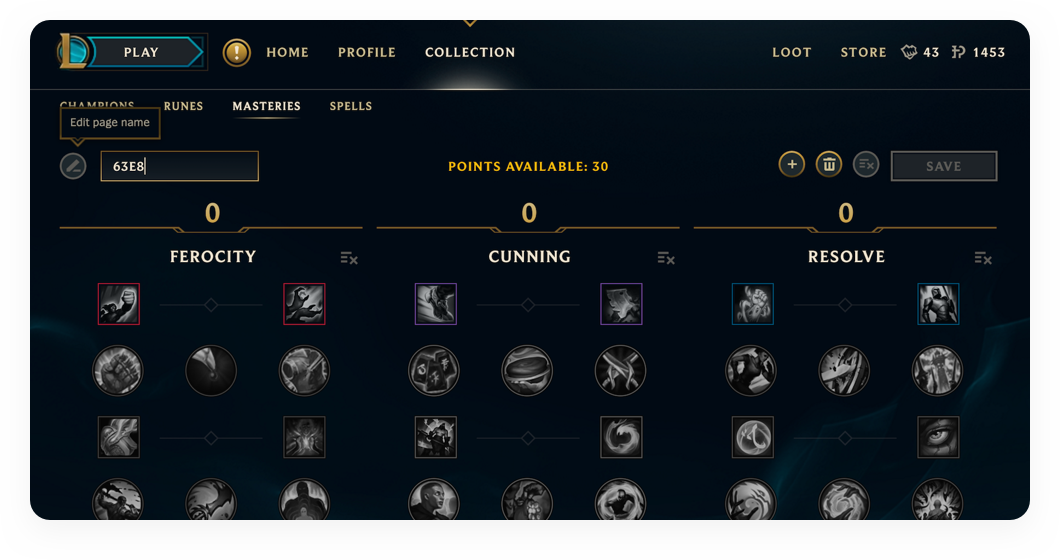 PLAY
! HOME PROFILE COLLECTION LOOT STORE 43 1453
CHAMPIONS RUNES MASTERIES SPELLS
Edit page name
63E8 POINTS AVAILABLE: 30 SAVE
0 0 0
FEROCITY CUNNING RESOLVE